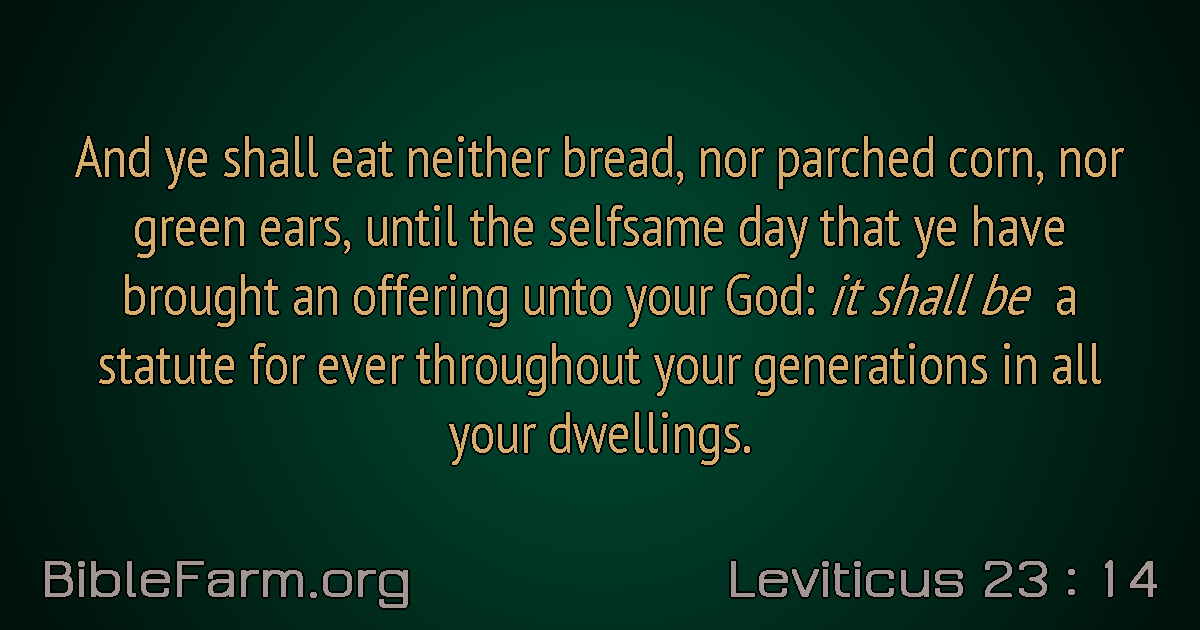 And ye shall eat neither bread, nor parched corn, nor
green ears, until the selfsame day that ye have
brought an offering unto your God: it shall be a
statute for ever throughout your generations in all
your dwellings.
BibleFarm.org
Leviticus 23 : 14